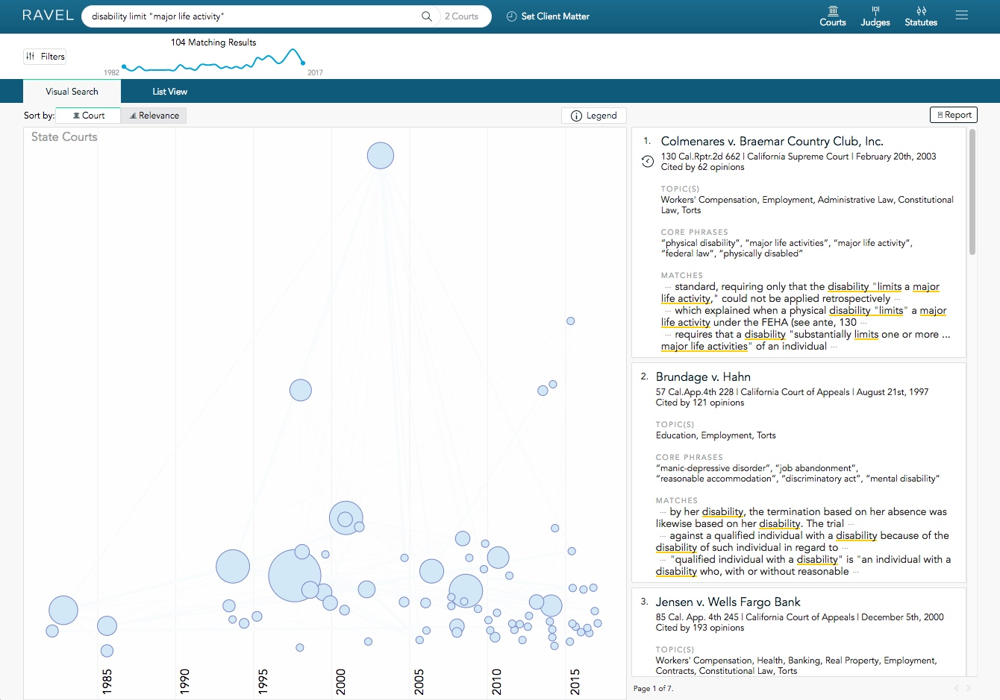 RAVEL
disability limit "major life activity"
2 Courts
Set Client Matter
Courts
Judges
Statutes
Filters
104 Matching Results
1982
2017
Visual Search
List View
Sort by:
Court
Relevance
Legend
Report
State Courts
1985
1990
1995
2000
2005
2010
2015
1. Colmenares v. Braemar Country Club, Inc.
130 Cal.Rptr.2d 662 | California Supreme Court | February 20th, 2003
Cited by 62 opinions
TOPIC(S)
Workers' Compensation, Employment, Administrative Law, Constitutional
Law, Torts
CORE PHRASES
“physical disability”, “major life activities”, “major life activity”,
“federal law”, “physically disabled”
MATCHES
··· standard, requiring only that the disability "limits a major
life activity," could not be applied retrospectively ···
··· which explained when a physical disability "limits" a major
life activity under the FEHA (see ante, 130 ···
··· requires that a disability "substantially limits one or more ...
major life activities" of an individual ···
2. Brundage v. Hahn
57 Cal.App.4th 228 | California Court of Appeals | August 21st, 1997
Cited by 121 opinions
TOPIC(S)
Education, Employment, Torts
CORE PHRASES
“manic-depressive disorder”, “job abandonment”,
“reasonable accommodation”, “discriminatory act”, “mental disability”
MATCHES
··· by her disability, the termination based on her absence was
likewise based on her disability. The trial ···
··· against a qualified individual with a disability because of the
disability of such individual in regard to ···
··· "qualified individual with a disability" is "an individual with a
disability who, with or without reasonable ···
3. Jensen v. Wells Fargo Bank
85 Cal. App. 4th 245 | California Court of Appeals | December 5th, 2000
Cited by 193 opinions
TOPIC(S)
Workers' Compensation, Health, Banking, Real Property, Employment,
Contracts, Constitutional Law, Torts
Page 1 of 7.